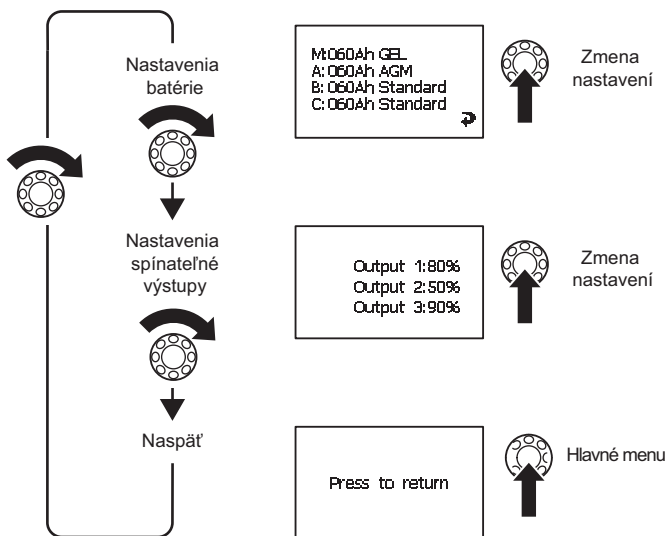 Nastavenia
batérie
M:060Ah GEL
A:060Ah AGM
B:060Ah Standard
C:060Ah Standard
Zmena
nastavení
Nastavenia
spínateľné
výstupy
Output 1:80%
Output 2:50%
Output 3:90%
Zmena
nastavení
Naspäť
Press to return
Hlavné menu